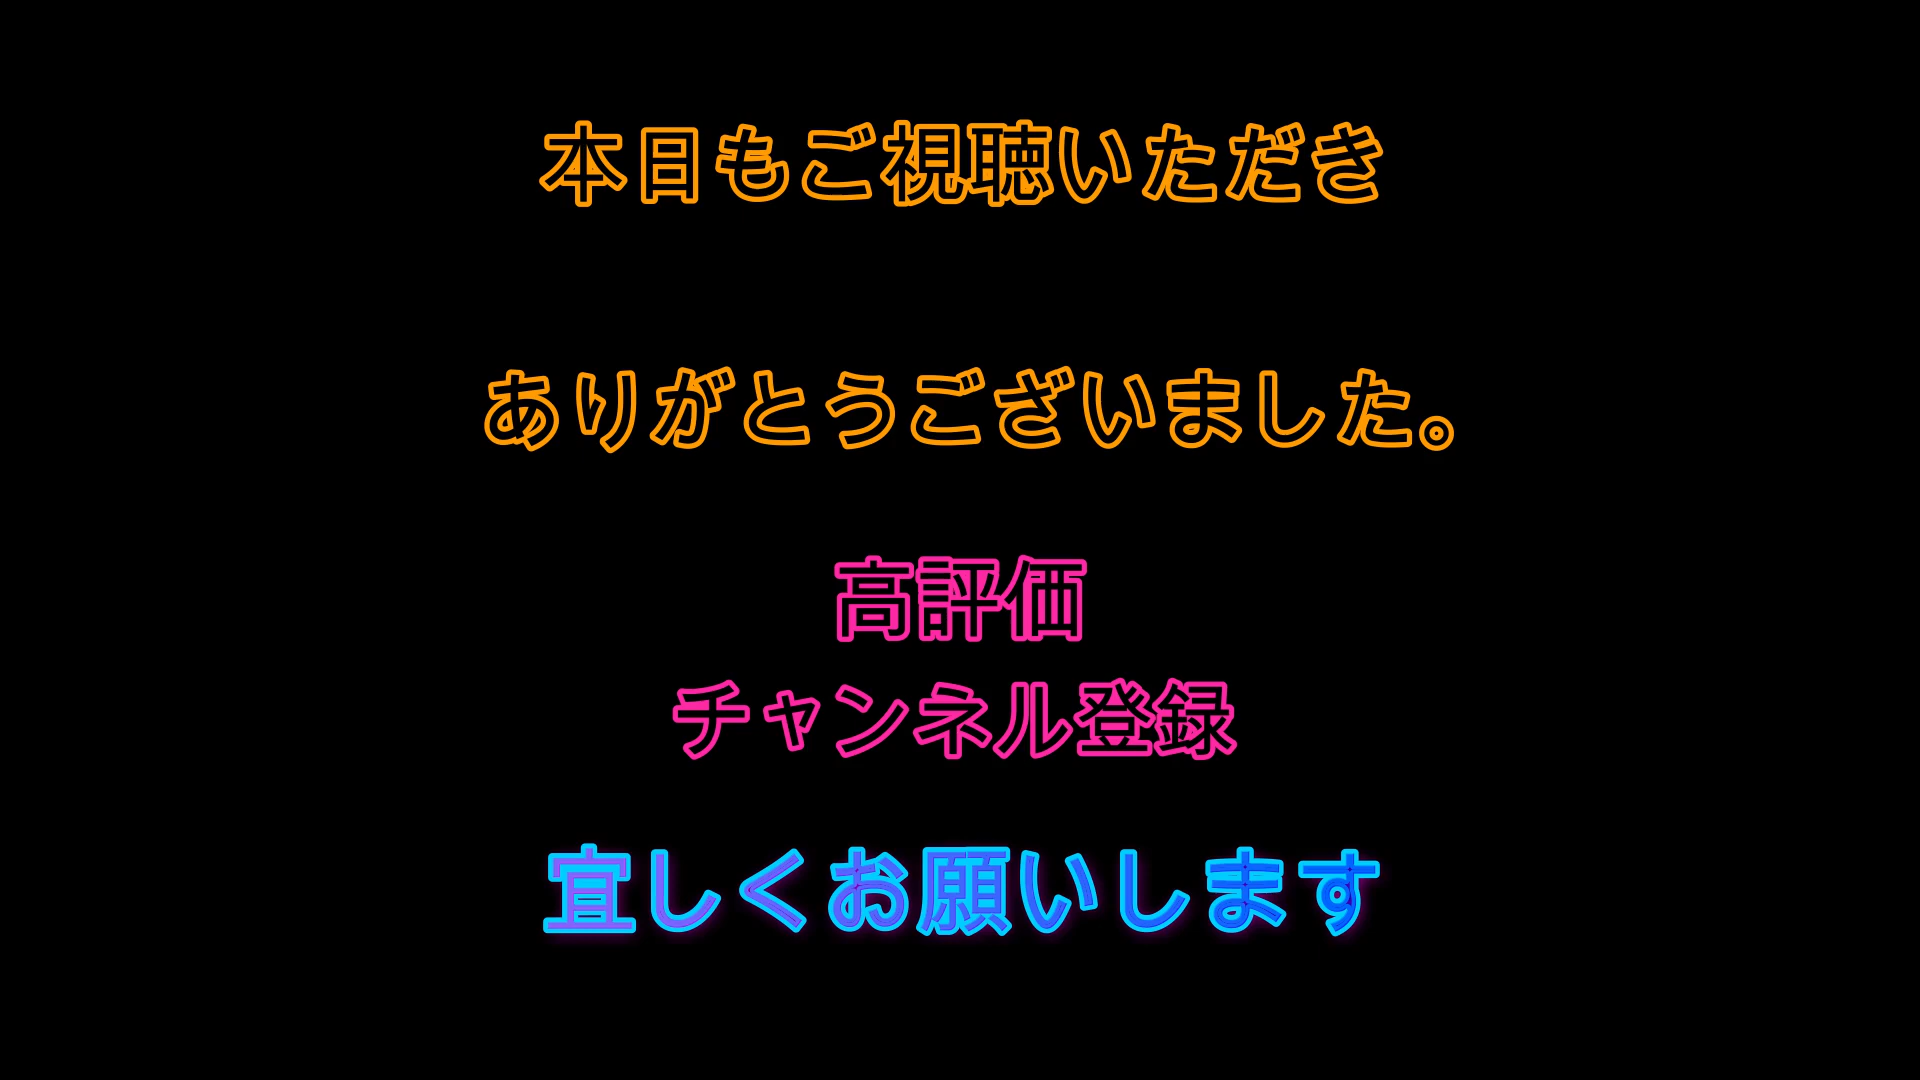 本日もご視聴いただき
ありがとうございました。
高評価
チャンネル登録
宜しくお願いします